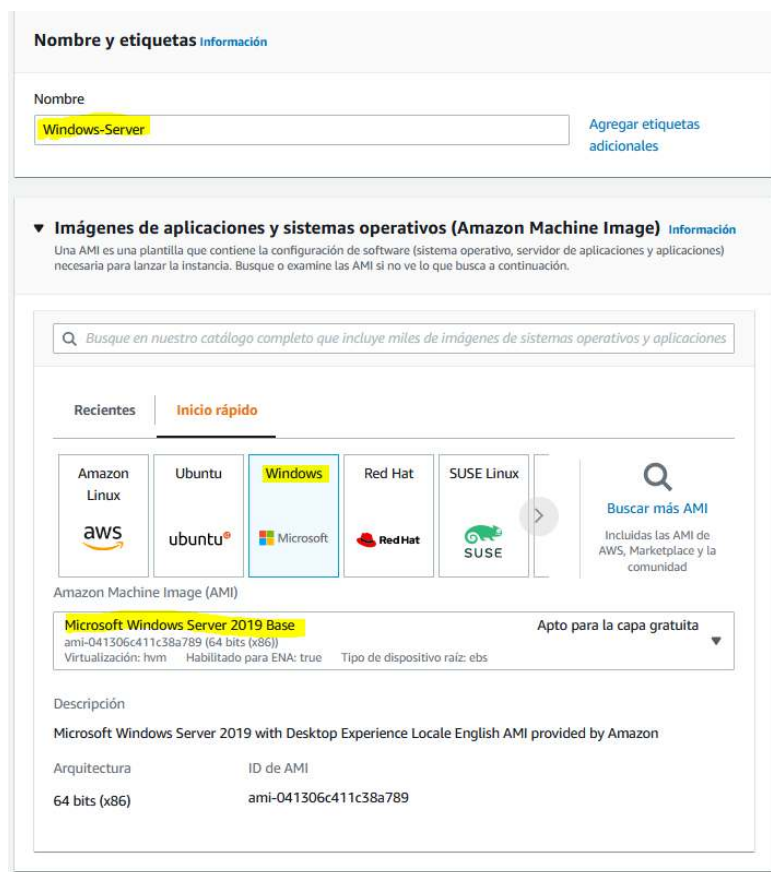 Nombre y etiquetas Información
Nombre
Windows-Server
Agregar etiquetas
adicionales
Imágenes de aplicaciones y sistemas operativos (Amazon Machine Image) Información
Una AMI es una plantilla que contiene la configuración de software (sistema operativo, servidor de aplicaciones y aplicaciones)
necesaria para lanzar la instancia. Busque o examine las AMI si no ve lo que busca a continuación.
Busque en nuestro catálogo completo que incluye miles de imágenes de sistemas operativos y aplicaciones
Recientes
Inicio rápido
Amazon
Linux
aws
Ubuntu
ubuntu
Windows
Microsoft
Red Hat
RedHat
SUSE Linux
SUSE
Buscar más AMI
Incluidas las AMI de
AWS, Marketplace y la
comunidad
Amazon Machine Image (AMI)
Microsoft Windows Server 2019 Base
Apto para la capa gratuita
ami-041306c411c38a789 (64 bits (x86))
Virtualización: hvm Habilitado para ENA: true Tipo de dispositivo raíz: ebs
Descripción
Microsoft Windows Server 2019 with Desktop Experience Locale English AMI provided by Amazon
Arquitectura
ID de AMI
64 bits (x86)
ami-041306c411c38a789